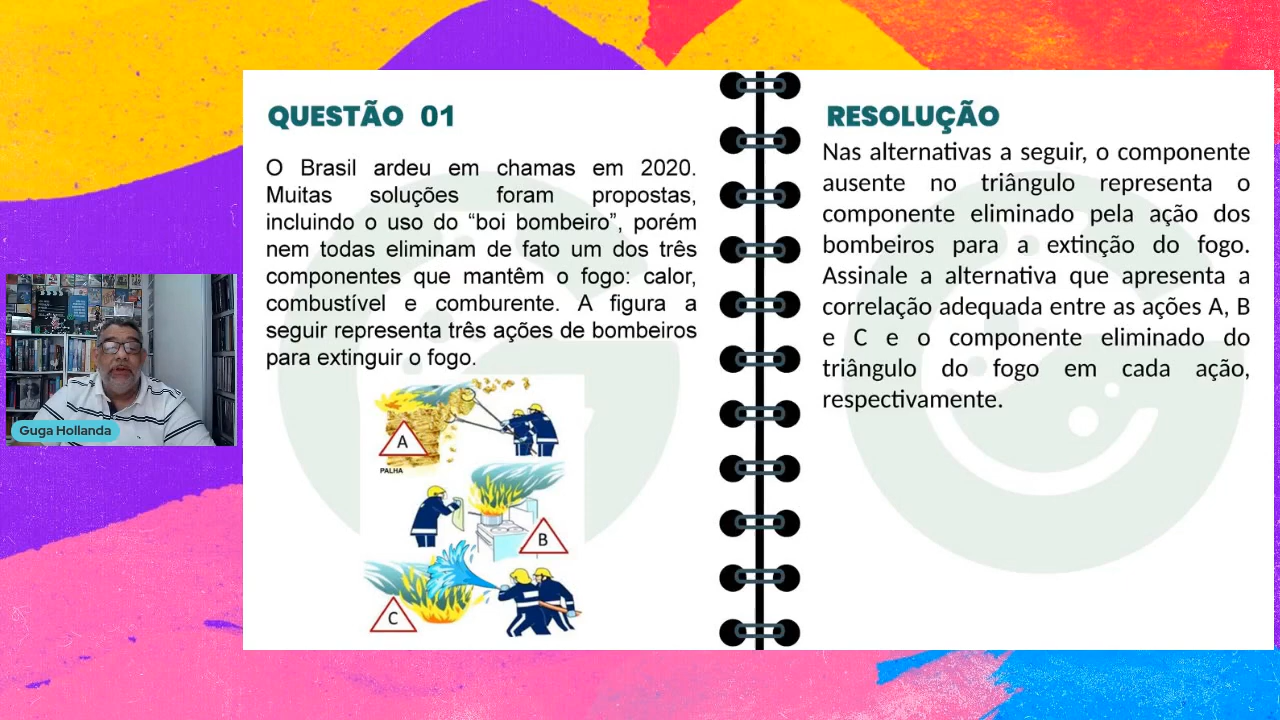 QUESTÃO 01
O Brasil ardeu em chamas em 2020.
Muitas soluções foram propostas,
incluindo o uso do “boi bombeiro”, porém
nem todas eliminam de fato um dos três
componentes que mantêm o fogo: calor,
combustível e comburente. A figura a
seguir representa três ações de bombeiros
para extinguir o fogo.
A
PALHA
B
C
RESOLUÇÃO
Nas alternativas a seguir, o componente
ausente no triângulo representa o
componente eliminado pela ação dos
bombeiros para a extinção do fogo.
Assinale a alternativa que apresenta a
correlação adequada entre as ações A, B
e C e o componente eliminado do
triângulo do fogo em cada ação,
respectivamente.
Guga Hollanda